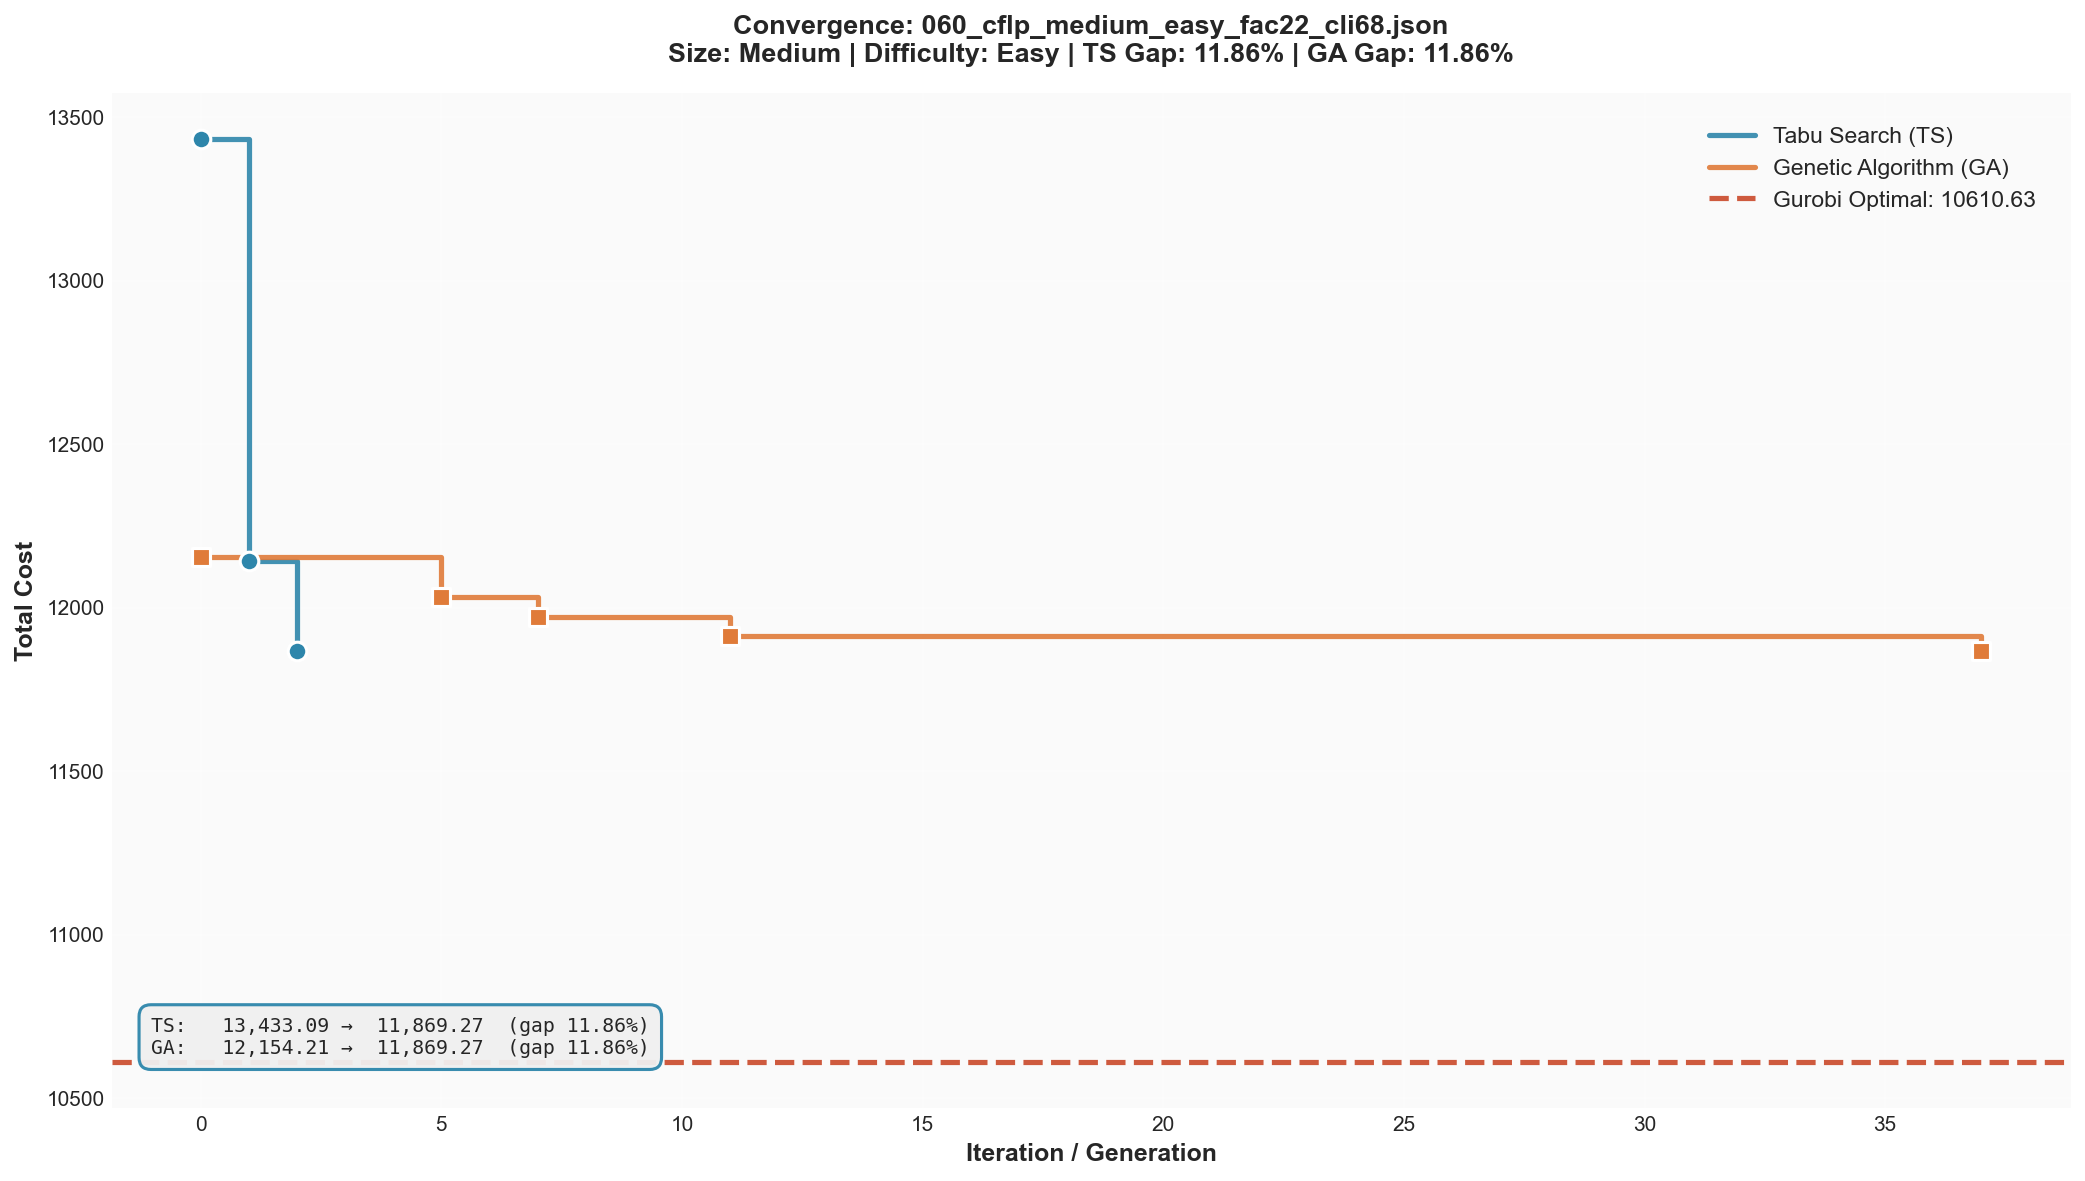 Convergence: 060_cflp_medium_easy_fac22_cli68.json
Size: Medium | Difficulty: Easy | TS Gap: 11.86% | GA Gap: 11.86%
Total Cost
13500
13000
12500
12000
11500
11000
10500
Tabu Search (TS)
Genetic Algorithm (GA)
Gurobi Optimal: 10610.63
TS:   13,433.09 →  11,869.27  (gap 11.86%)
GA:   12,154.21 →  11,869.27  (gap 11.86%)
0 5 10 15 20 25 30 35
Iteration / Generation